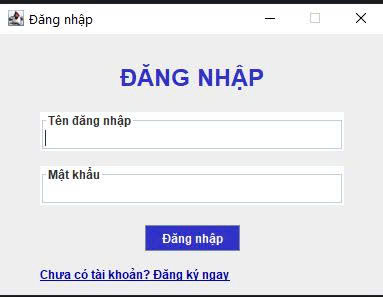 Đăng nhập
ĐĂNG NHẬP
Tên đăng nhập
Mật khẩu
Đăng nhập
Chưa có tài khoản? Đăng ký ngay